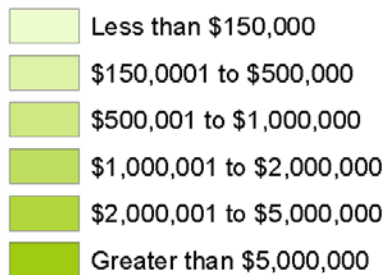 Less than $150,000
$150,0001 to $500,000
$500,001 to $1,000,000
$1,000,001 to $2,000,000
$2,000,001 to $5,000,000
Greater than $5,000,000